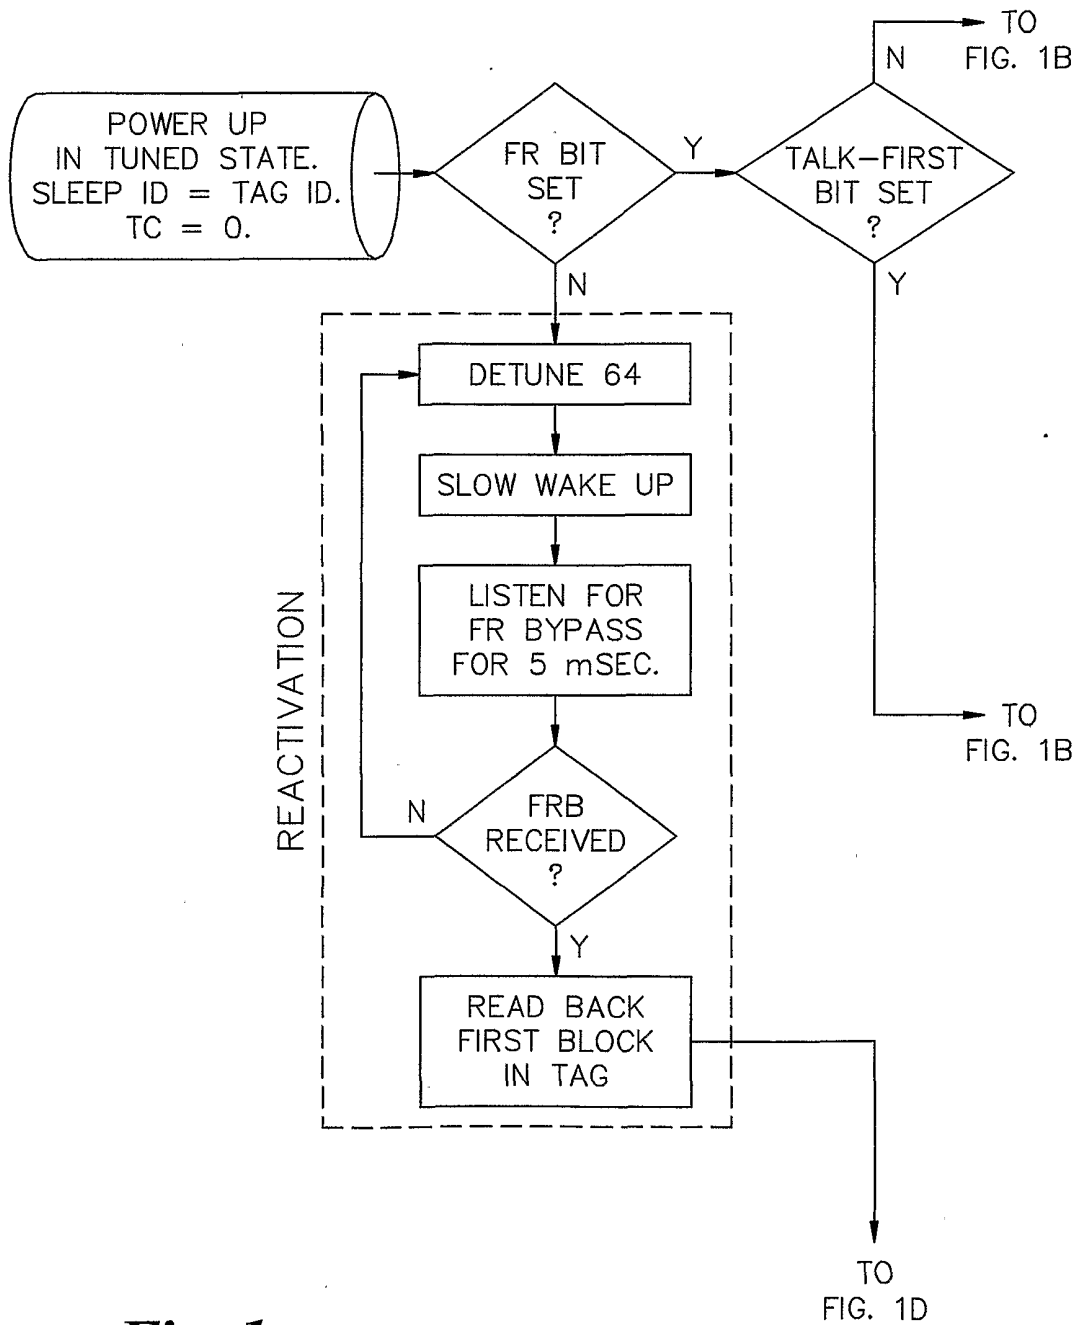 POWER UP
IN TUNED STATE.
SLEEP ID = TAG ID.
TC = 0.
FR BIT
SET
?
Y
N
TALK-FIRST
BIT SET
?
N
TO
FIG. 1B
Y
TO
FIG. 1B
REACTIVATION
DETUNE 64
SLOW WAKE UP
LISTEN FOR
FR BYPASS
FOR 5 mSEC.
FRB
RECEIVED
?
N
Y
READ BACK
FIRST BLOCK
IN TAG
TO
FIG. 1D